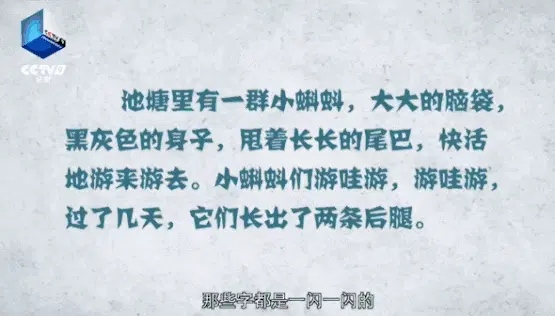 CCTV
池塘里有一群小蝌蚪，大大的脑袋，
黑灰色的身子，甩着长长的尾巴，快活
地游来游去。小蝌蚪们游哇游，游哇游，
过了几天，它们长出了两条后腿。
那些字都是一闪一闪的